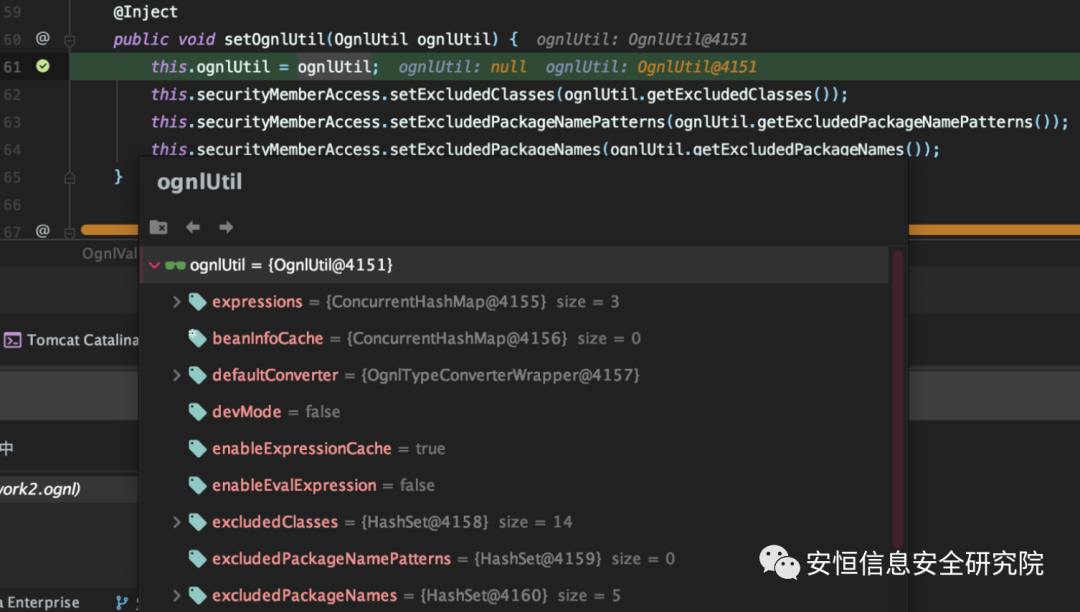 59 @Inject
60 @ public void setOgnlUtil(OgnlUtil ognlUtil) { ognlUtil: OgnlUtil@4151
61 this.ognlUtil = ognlUtil; ognlUtil: null ognlUtil: OgnlUtil@4151
62 this.securityMemberAccess.setExcludedClasses(ognlUtil.getExcludedClasses());
63 this.securityMemberAccess.setExcludedPackageNamePatterns(ognlUtil.getExcludedPackageNamePatterns());
64 this.securityMemberAccess.setExcludedPackageNames(ognlUtil.getExcludedPackageNames());
65 }
ognlUtil
66
67 @
OgnlVal
ognlUtil = {OgnlUtil@4151}
expressions = {ConcurrentHashMap@4155} size = 3
Tomcat Catalina
beanInfoCache = {ConcurrentHashMap@4156} size = 0
defaultConverter = {OgnlTypeConverterWrapper@4157}
devMode = false
中
enableExpressionCache = true
work2.ognl)
enableEvalExpression = false
excludedClasses = {HashSet@4158} size = 14
excludedPackageNamePatterns = {HashSet@4159} size = 0
安恒信息安全研究院
a Enterprise
excludedPackageNames = {HashSet@4160} size = 5